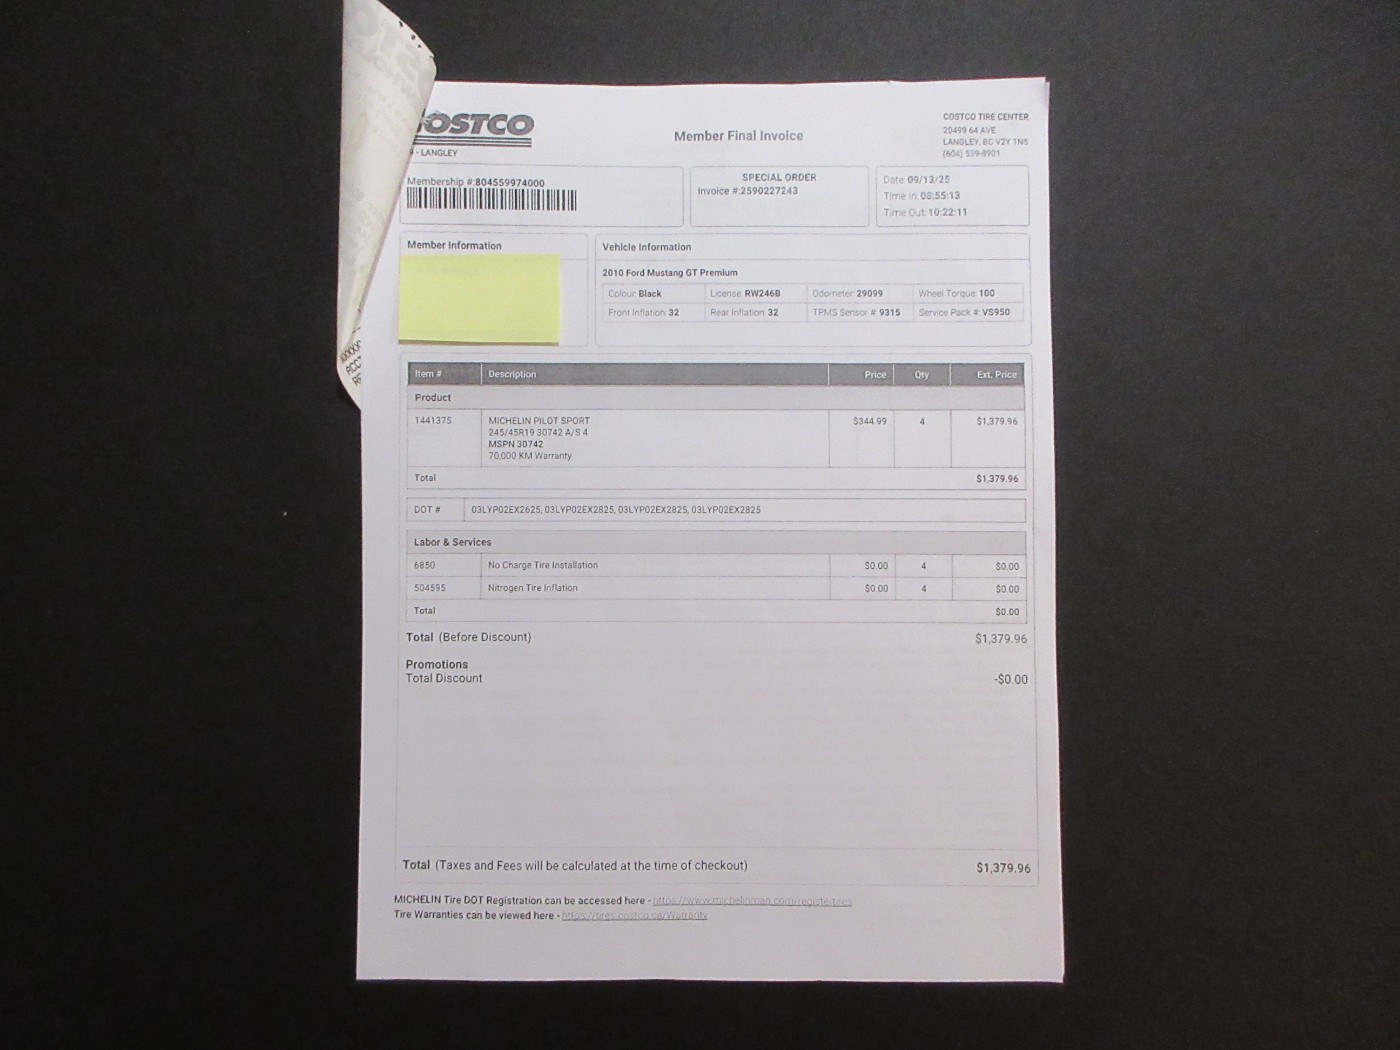 COSTCO
- LANGLEY
Member Final Invoice
COSTCO TIRE CENTER
20499 64 AVE
LANGLEY, BC V2Y 1N5
(604) 539-8901
Membership #:804559974000
SPECIAL ORDER
Invoice #:2590227243
Date: 09/13/25
Time In: 08:55:13
Time Out: 10:22:11
Member Information
Vehicle Information
2010 Ford Mustang GT Premium
Colour: Black License: RW246B Odometer: 29099 Wheel Torque: 100
Front Inflation: 32 Rear Inflation: 32 TPMS Sensor #: 9315 Service Pack #: VS950
Item # Description Price Qty Ext. Price
Product
1441375 MICHELIN PILOT SPORT $344.99 4 $1,379.96
245/45R19 30742 A/S 4
MSPN 30742
70,000 KM Warranty
Total $1,379.96
DOT # 03LYP02EX2625, 03LYP02EX2825, 03LYP02EX2825, 03LYP02EX2825
Labor & Services
6850 No Charge Tire Installation $0.00 4 $0.00
504595 Nitrogen Tire Inflation $0.00 4 $0.00
Total $0.00
Total (Before Discount) $1,379.96
Promotions
Total Discount -$0.00
Total (Taxes and Fees will be calculated at the time of checkout) $1,379.96
MICHELIN Tire DOT Registration can be accessed here - https://www.michelinman.com/registertires
Tire Warranties can be viewed here - https://tires.costco.ca/Warranty